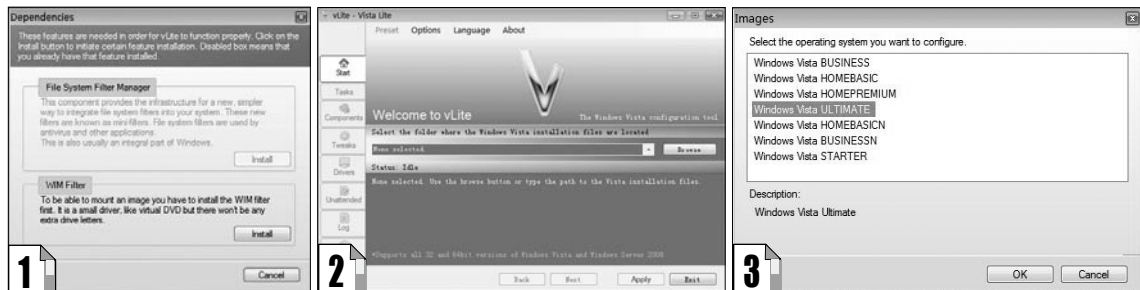 Dependencies
These features are needed in order for vLite to function properly. Click on the
Install button to initiate certain feature installation. Disabled box means that
you already have that feature installed.
File System Filter Manager
This component provides the infrastructure for a new, simpler
way to integrate file system filters into your system. These new
filters are known as minifilters. File system filters are used by
antivirus and other applications.
This is also usually an integral part of Windows.
Install
WIM Filter
To be able to mount an image you have to install the WIM filter
first. It is a small driver, like virtual DVD but there won't be any
extra drive letters.
Install
Cancel
1
vLite - Vista Lite
Preset Options Language About
Start
Tasks
Components
Tweaks
Drivers
Unattended
Log
Welcome to vLite
The Windows Vista configuration tool
Select the folder where the Windows Vista installation files are located
None selected.
Browse
Status: Idle
None selected. Use the browse button or type the path to the Vista installation files.
*Supports all 32 and 64bit versions of Windows Vista and Windows Server 2008
Back Next Apply Exit
2
Images
Select the operating system you want to configure.
Windows Vista BUSINESS
Windows Vista HOMEBASIC
Windows Vista HOMEPREMIUM
Windows Vista ULTIMATE
Windows Vista HOMEBASICN
Windows Vista BUSINESSN
Windows Vista STARTER
Description:
Windows Vista Ultimate
OK Cancel
3